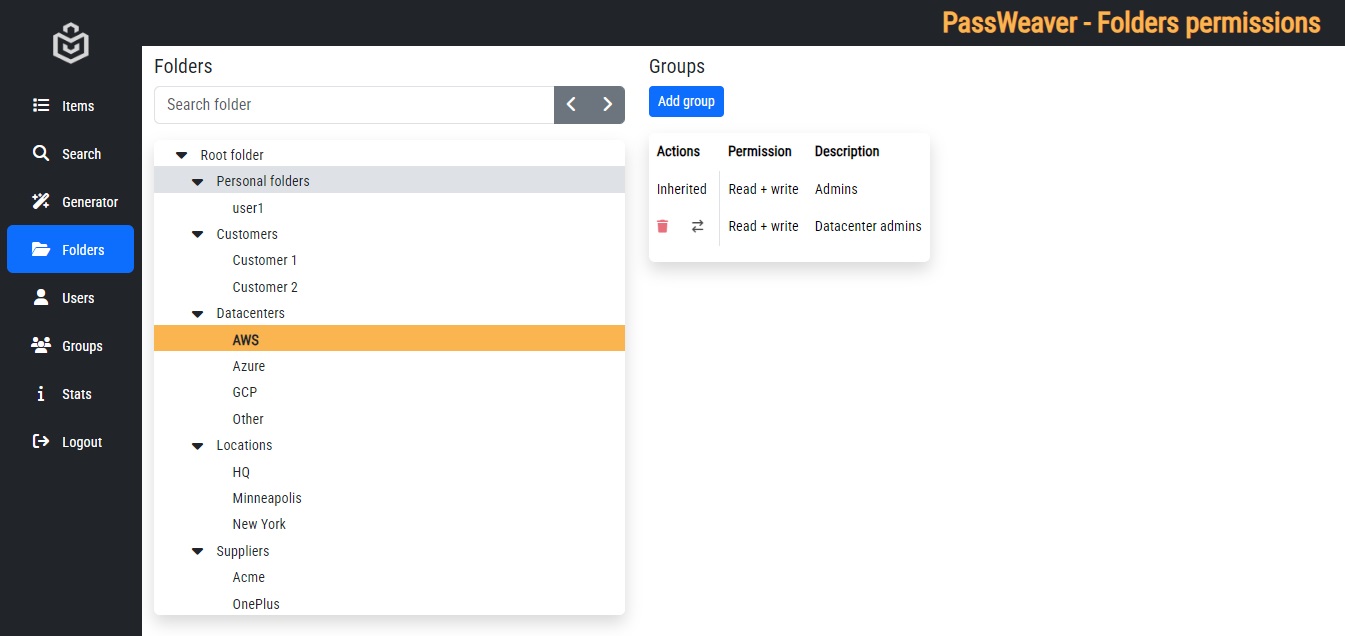 PassWeaver - Folders permissions
Items
Search
Generator
Folders
Users
Groups
Stats
Logout
Folders
Search folder
Root folder
Personal folders
user1
Customers
Customer 1
Customer 2
Datacenters
AWS
Azure
GCP
Other
Locations
HQ
Minneapolis
New York
Suppliers
Acme
OnePlus
Groups
Add group
Actions Permission Description
Inherited Read + write Admins
Read + write Datacenter admins